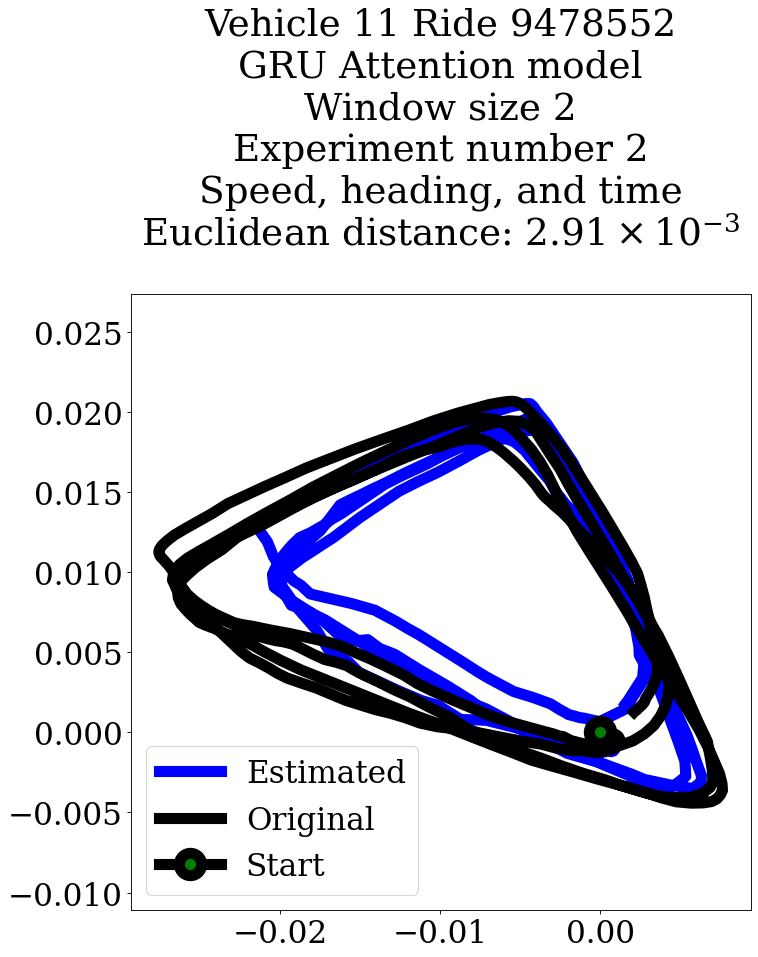 Vehicle 11 Ride 9478552
GRU Attention model
Window size 2
Experiment number 2
Speed, heading, and time
Euclidean distance: 2.91 × 10⁻³
0.025
0.020
0.015
0.010
0.005
0.000
−0.005
−0.010
Estimated
Original
Start
−0.02 −0.01 0.00